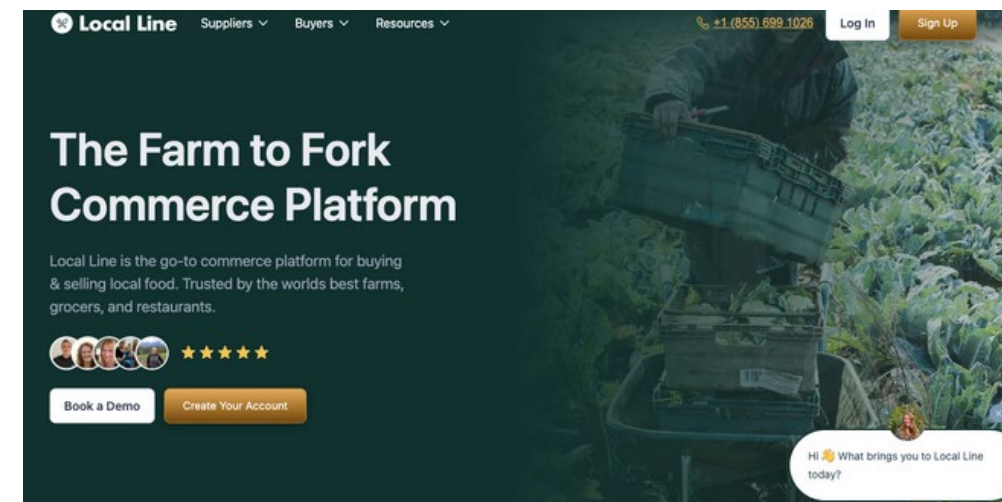 Local Line
Suppliers
Buyers
Resources
+1 (855) 699 1026
Log In
Sign Up
The Farm to Fork
Commerce Platform
Local Line is the go-to commerce platform for buying
& selling local food. Trusted by the worlds best farms,
grocers, and restaurants.
Book a Demo
Create Your Account
Hi 👋 What brings you to Local Line
today?